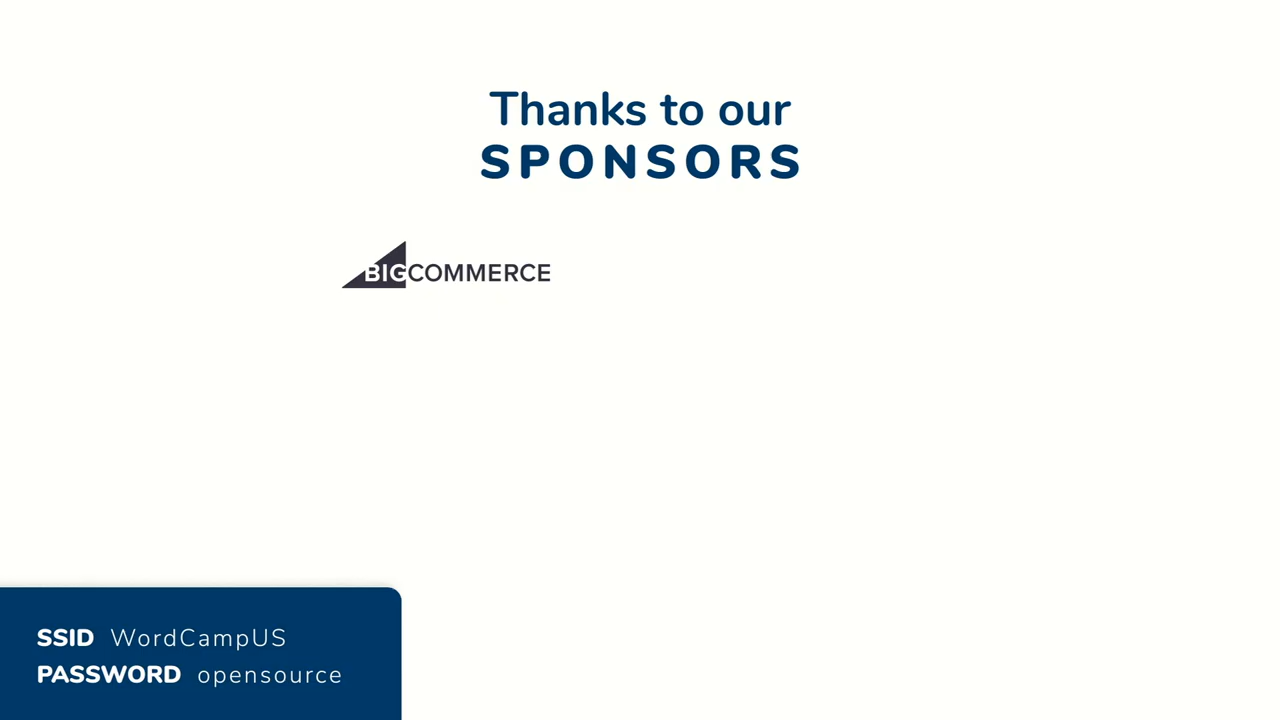 Thanks to our
SPONSORS
BIGCOMMERCE
SSID WordCampUS
PASSWORD opensource